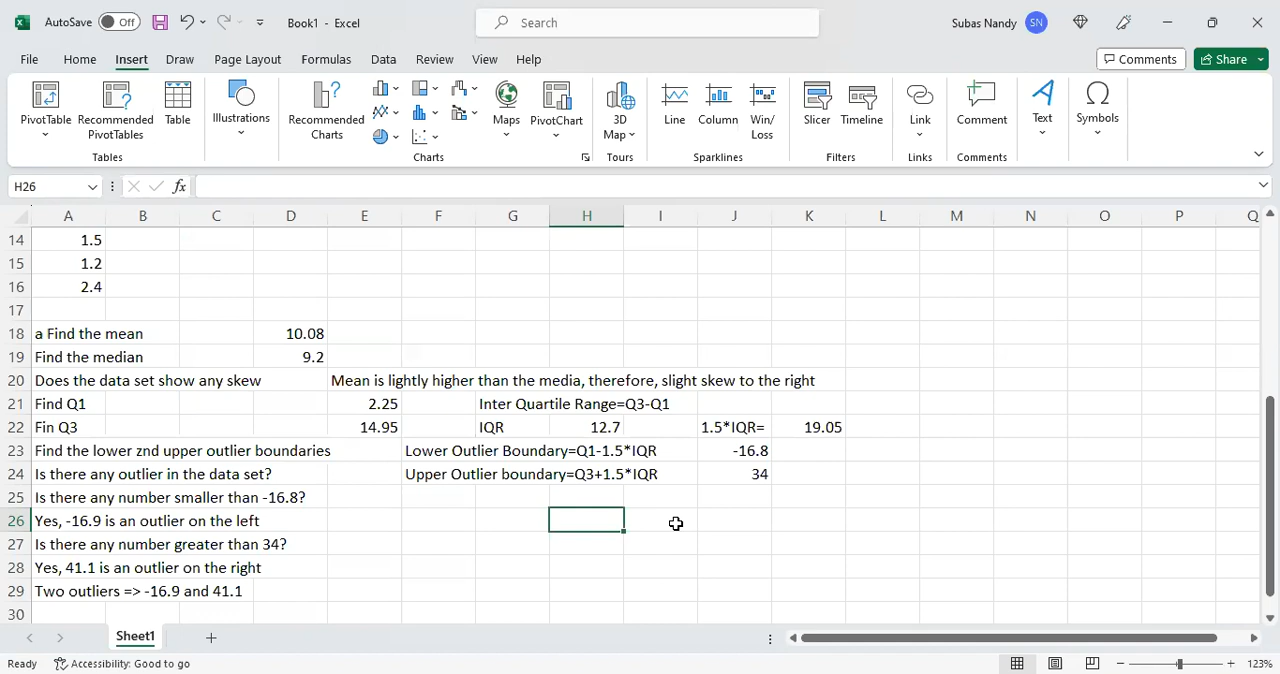 AutoSave Off Book1 - Excel Search Subas Nandy SN
File Home Insert Draw Page Layout Formulas Data Review View Help Comments Share
PivotTable Recommended PivotTables Table Illustrations Recommended Charts Maps PivotChart 3D Map Line Column Win/Loss Slicer Timeline Link Comment Text Symbols
Tables Charts Tours Sparklines Filters Links Comments
H26 fx
A B C D E F G H I J K L M N O P Q
14 1.5
15 1.2
16 2.4
17
18 a Find the mean 10.08
19 Find the median 9.2
20 Does the data set show any skew Mean is lightly higher than the media, therefore, slight skew to the right
21 Find Q1 2.25 Inter Quartile Range=Q3-Q1
22 Fin Q3 14.95 IQR 12.7 1.5*IQR= 19.05
23 Find the lower znd upper outlier boundaries Lower Outlier Boundary=Q1-1.5*IQR -16.8
24 Is there any outlier in the data set? Upper Outlier boundary=Q3+1.5*IQR 34
25 Is there any number smaller than -16.8?
26 Yes, -16.9 is an outlier on the left
27 Is there any number greater than 34?
28 Yes, 41.1 is an outlier on the right
29 Two outliers => -16.9 and 41.1
30
Sheet1
Ready Accessibility: Good to go 123%